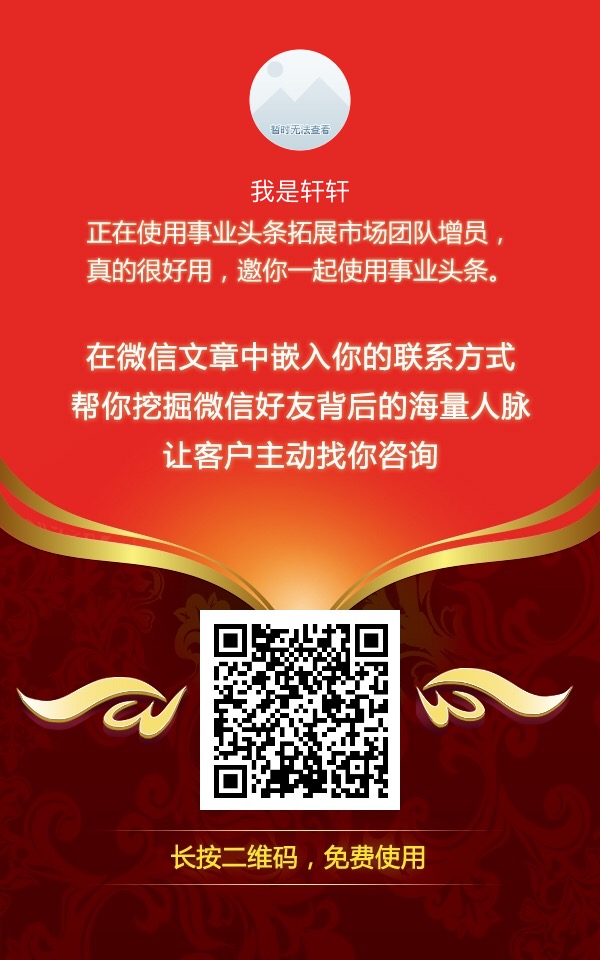 暂时无法查看
我是轩轩
正在使用事业头条拓展市场团队增员，
真的很好用，邀你一起使用事业头条。
在微信文章中嵌入你的联系方式
帮你挖掘微信好友背后的海量人脉
让客户主动找你咨询
长按二维码，免费使用